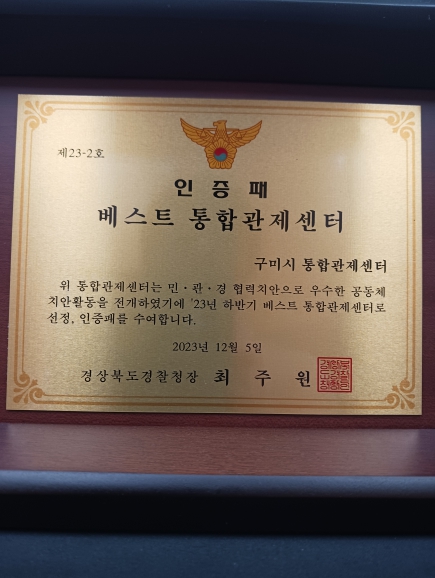 제23-2호
인 증 패
베스트 통합관제센터
구미시 통합관제센터
위 통합관제센터는 민·관·경 협력치안으로 우수한 공동체
치안활동을 전개하였기에 '23년 하반기 베스트 통합관제센터로
선정, 인증패를 수여합니다.
2023년 12월 5일
경상북도경찰청장 최 주 원